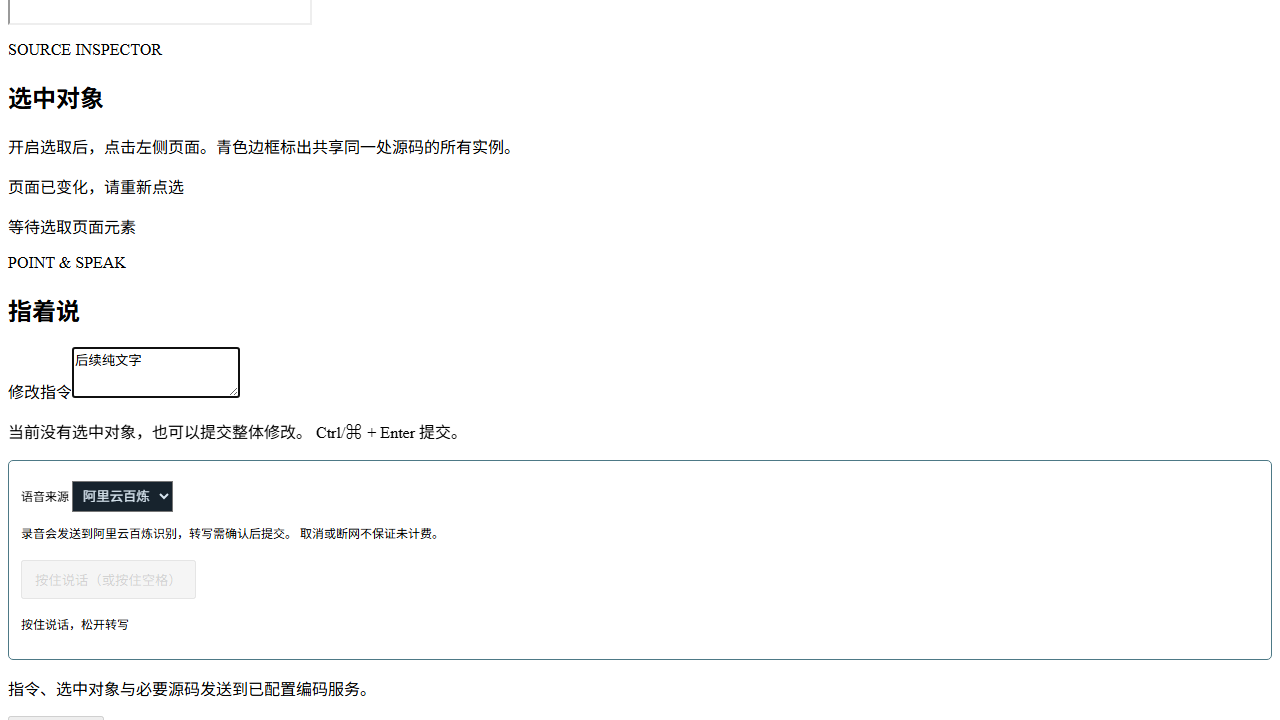 SOURCE INSPECTOR
选中对象
开启选取后，点击左侧页面。青色边框标出共享同一处源码的所有实例。
页面已变化，请重新点选
等待选取页面元素
POINT & SPEAK
指着说
后续纯文字
修改指令
当前没有选中对象，也可以提交整体修改。 Ctrl/⌘ + Enter 提交。
语音来源 阿里云百炼
录音会发送到阿里云百炼识别，转写需确认后提交。 取消或断网不保证未计费。
按住说话（或按住空格）
按住说话，松开转写
指令、选中对象与必要源码发送到已配置编码服务。